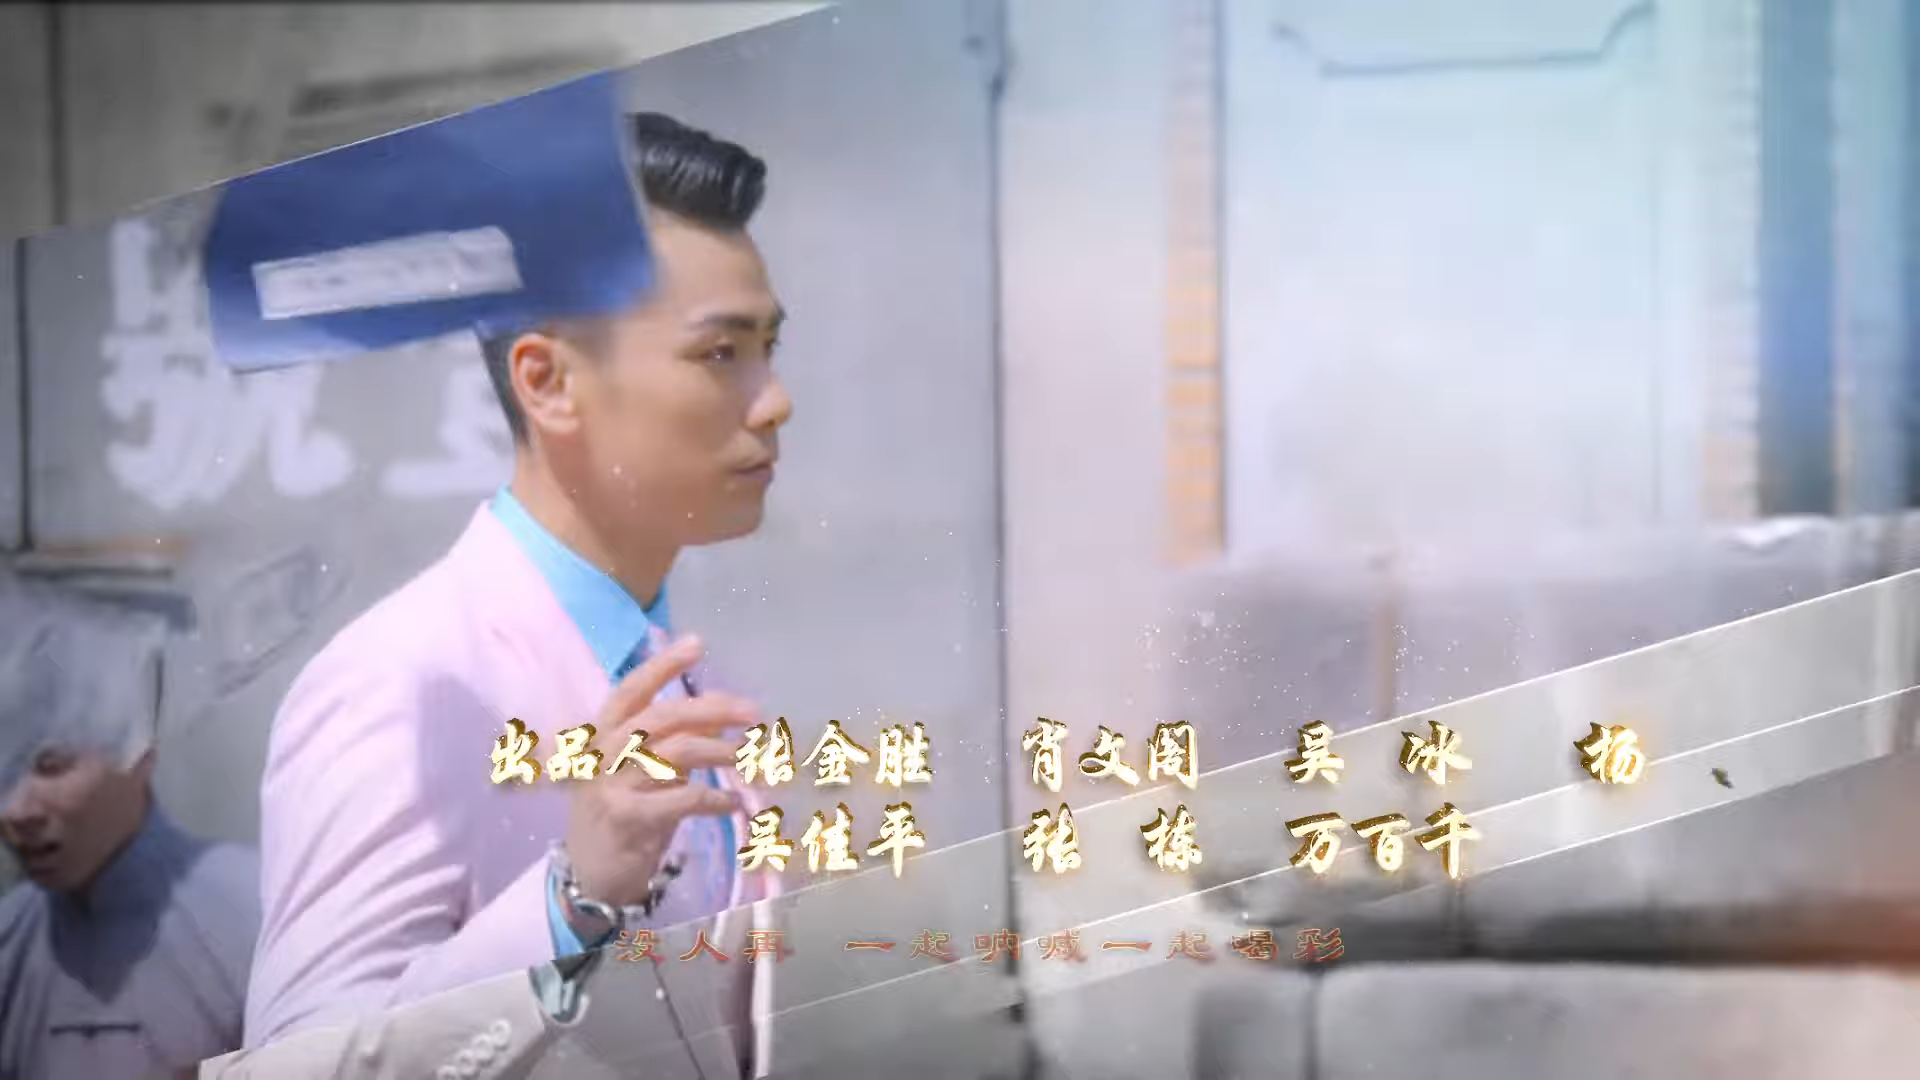 出品人 张金胜 肖文阁 吴 冰 杨
吴佳平 张 栋 万百千
没人再 一起呐喊一起喝彩